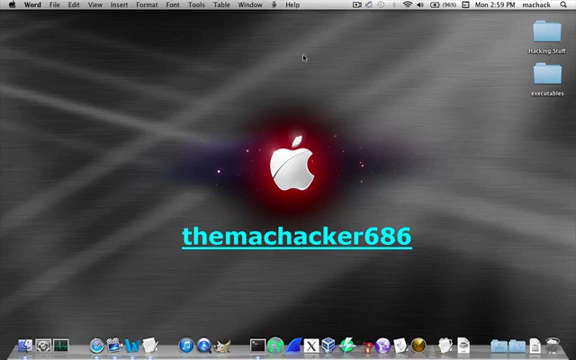 Word File Edit View Insert Format Font Tools Table Window Help (96%) Mon 2:59 PM machack
Hacking Stuff
executables
themachacker686